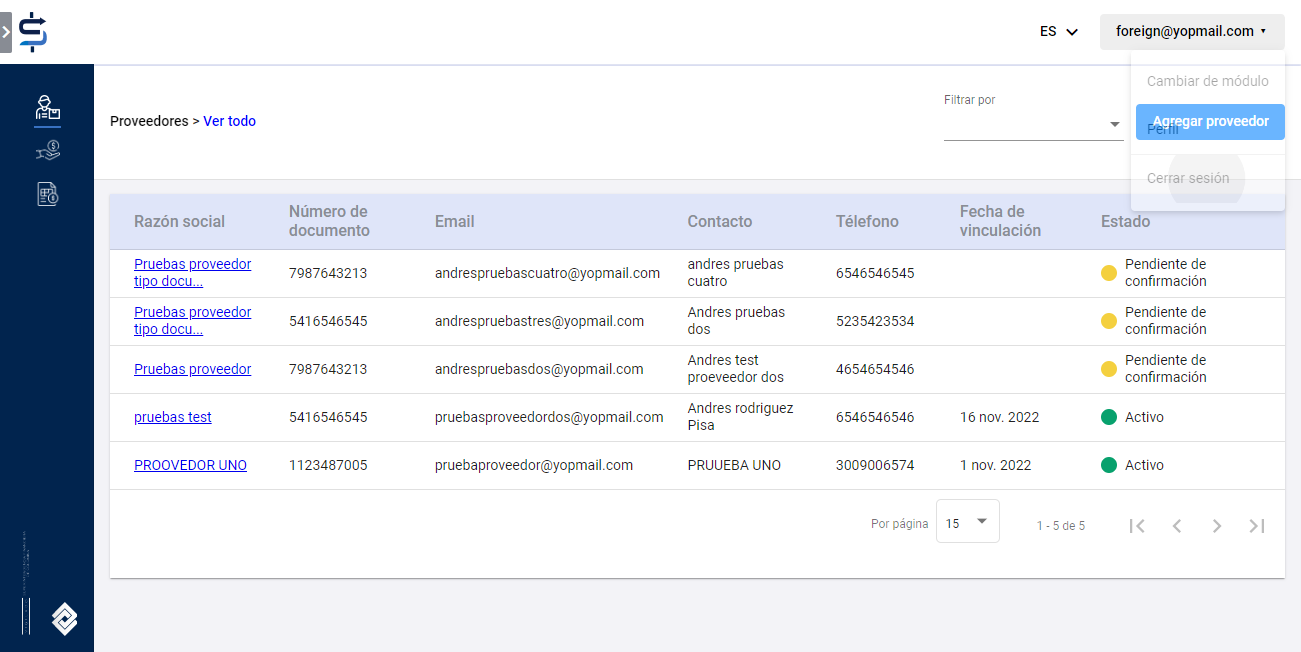 ES
foreign@yopmail.com
Cambiar de módulo
Filtrar por
Proveedores > Ver todo
Agregar proveedor
Perfil
Cerrar sesión
Razón social
Número de
documento
Email
Contacto
Télefono
Fecha de
vinculación
Estado
Pruebas proveedor
tipo docu...
7987643213
andrespruebascuatro@yopmail.com
andres pruebas
cuatro
6546546545
Pendiente de
confirmación
Pruebas proveedor
tipo docu...
5416546545
andrespruebastres@yopmail.com
Andres pruebas
dos
5235423534
Pendiente de
confirmación
Pruebas proveedor
7987643213
andrespruebasdos@yopmail.com
Andres test
proeveedor dos
4654654546
Pendiente de
confirmación
pruebas test
5416546545
pruebasproveedordos@yopmail.com
Andres rodriguez
Pisa
6546546546
16 nov. 2022
Activo
PROOVEDOR UNO
1123487005
pruebaproveedor@yopmail.com
PRUUEBA UNO
3009006574
1 nov. 2022
Activo
Por página
15
1 - 5 de 5